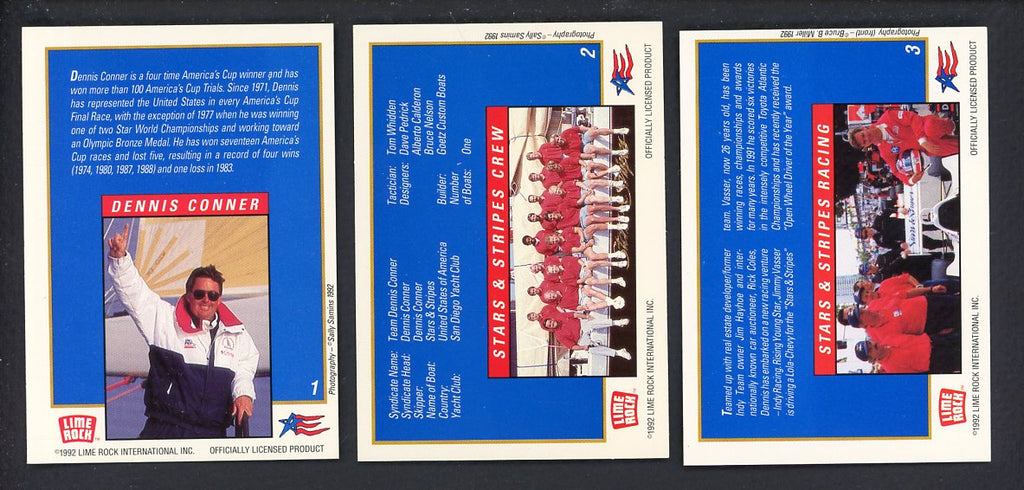 Dennis Conner is a four time America's Cup winner and has
won more than 100 America's Cup Trials. Since 1971, Dennis
has represented the United States in every America's Cup
Final Race, with the exception of 1977 when he was winning
one of two Star World Championships and working toward
an Olympic Bronze Medal. He has won seventeen America's
Cup races and lost five, resulting in a record of four wins
(1974, 1980, 1987, 1988) and one loss in 1983.
DENNIS CONNER
Photography – © Sally Samins 1992
1
LIME
ROCK™
©1992 LIME ROCK INTERNATIONAL INC. OFFICIALLY LICENSED PRODUCT
Photography – © Sally Samins 1992
2
Syndicate Name: Team Dennis Conner
Syndicate Head: Dennis Conner
Skipper: Dennis Conner
Name of Boat: Stars & Stripes
Country: United States of America
Yacht Club: San Diego Yacht Club
Tactician: Tom Whidden
Designers: Dave Pedrick
Alberto Calderon
Bruce Nelson
Builder: Goetz Custom Boats
Number
of Boats: One
STARS & STRIPES CREW
LIME
ROCK™
©1992 LIME ROCK INTERNATIONAL INC. OFFICIALLY LICENSED PRODUCT
Photography (front) – © Bruce B. Miller 1992
3
Teamed up with real estate developer/former
Indy Team owner Jim Hayhoe and inter-
nationally known car auctioneer, Rick Coles,
Dennis has embarked on a new racing venture
–Indy Racing. Rising Young Star, Jimmy Vasser
is driving a Lola-Chevy for the "Stars & Stripes"
team. Vasser, now 26 years old, has been
winning races, championships and awards
for many years. In 1991 he scored six victories
in the intensely competitive Toyota Atlantic
Championships and has recently received the
"Open Wheel Driver of the Year" award.
STARS & STRIPES RACING
LIME
ROCK™
©1992 LIME ROCK INTERNATIONAL INC. OFFICIALLY LICENSED PRODUCT